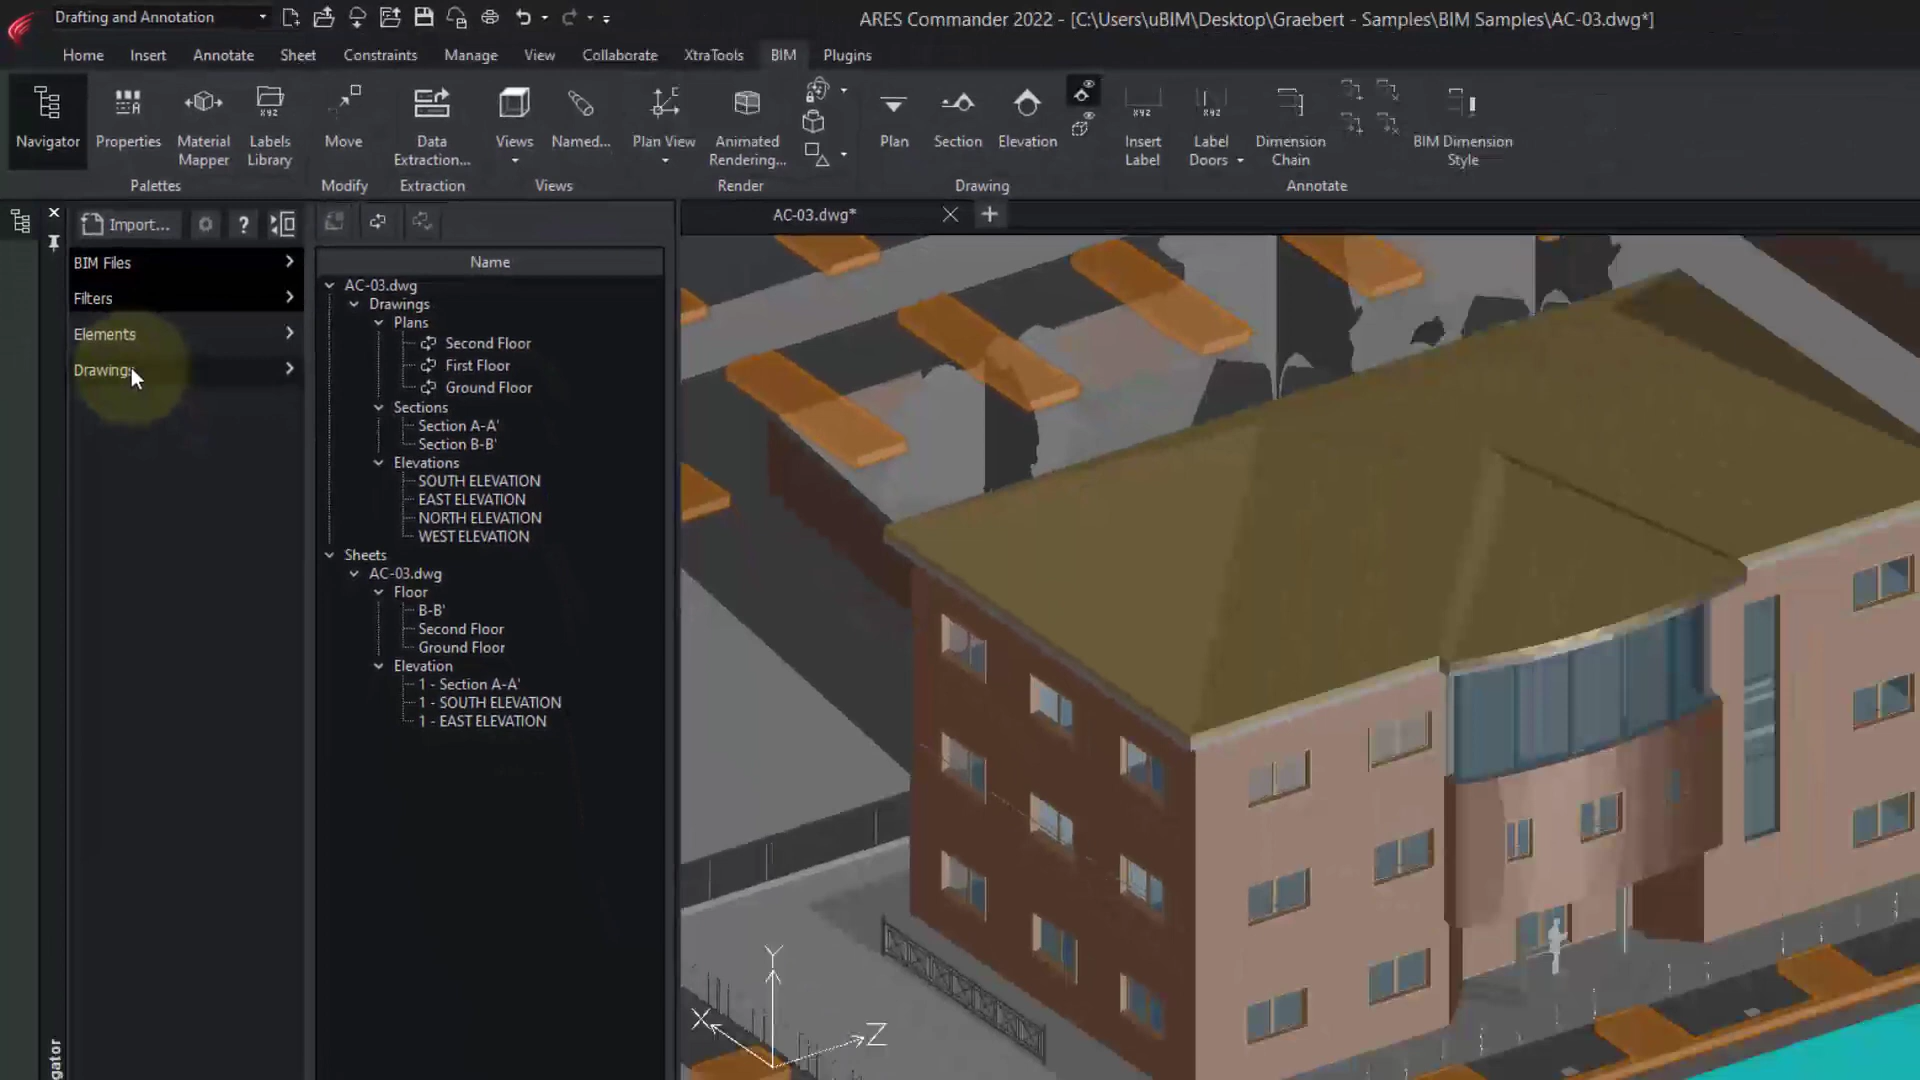 Drafting and Annotation
ARES Commander 2022 - [C:\Users\uBIM\Desktop\Graebert - Samples\BIM Samples\AC-03.dwg*]
Home Insert Annotate Sheet Constraints Manage View Collaborate XtraTools BIM Plugins
Navigator Properties Material Mapper Labels Library Move Data Extraction... Views Named... Plan View Animated Rendering... Plan Section Elevation Insert Label Label Doors Dimension Chain BIM Dimension Style
Palettes Modify Extraction Views Render Drawing Annotate
Import... ?
AC-03.dwg*
BIM Files
Filters
Elements
Drawings
Name
AC-03.dwg
Drawings
Plans
Second Floor
First Floor
Ground Floor
Sections
Section A-A'
Section B-B'
Elevations
SOUTH ELEVATION
EAST ELEVATION
NORTH ELEVATION
WEST ELEVATION
Sheets
AC-03.dwg
Floor
B-B'
Second Floor
Ground Floor
Elevation
1 - Section A-A'
1 - SOUTH ELEVATION
1 - EAST ELEVATION
Y
X
Z